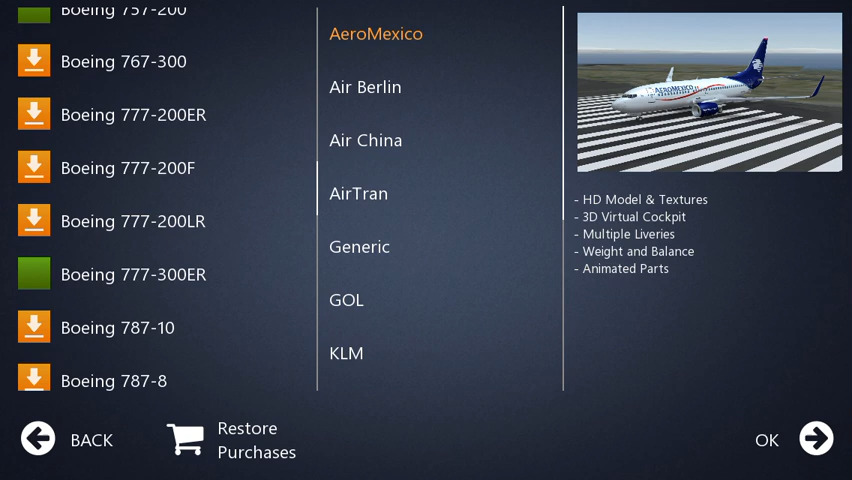 Boeing 757-200
Boeing 767-300
Boeing 777-200ER
Boeing 777-200F
Boeing 777-200LR
Boeing 777-300ER
Boeing 787-10
Boeing 787-8
AeroMexico
Air Berlin
Air China
AirTran
Generic
GOL
KLM
AEROMEXICO
- HD Model & Textures
- 3D Virtual Cockpit
- Multiple Liveries
- Weight and Balance
- Animated Parts
BACK
Restore
Purchases
OK